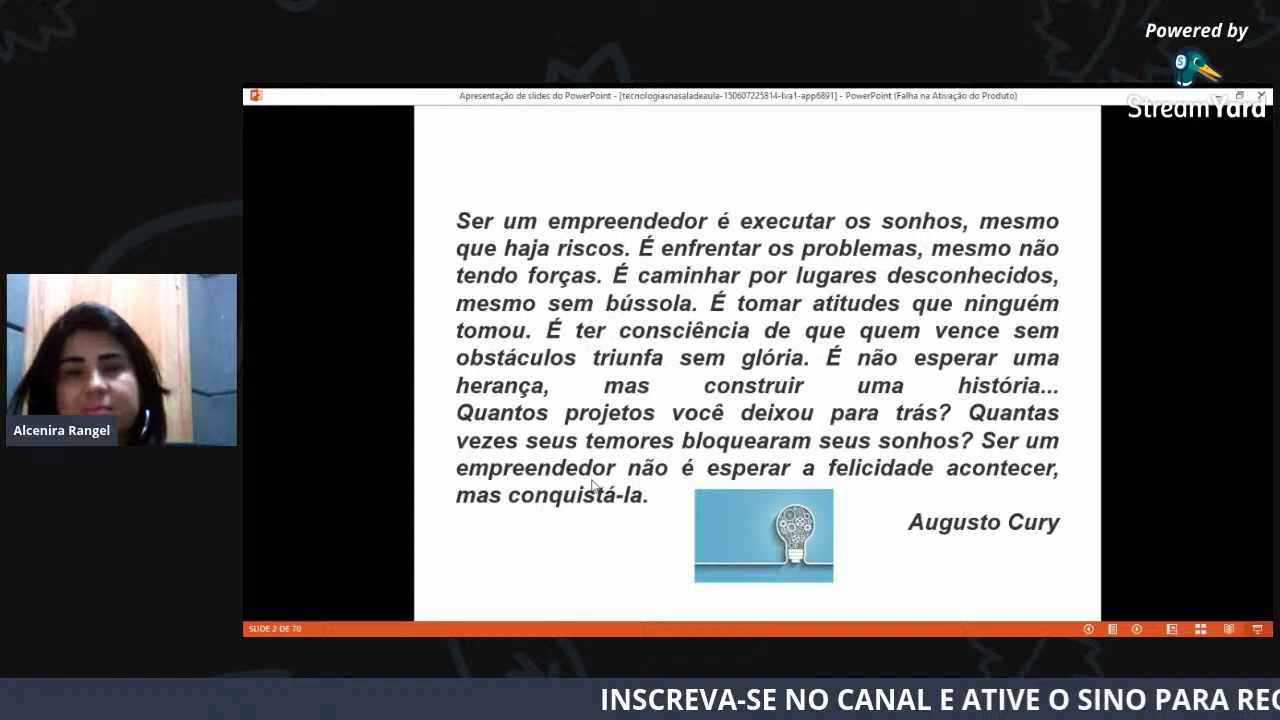 Powered by
StreamYard
Apresentação de slides do PowerPoint - [tecnologiasnasaladeaula-150607225814-lva1-app6891] - PowerPoint (Falha na Ativação do Produto)
Ser um empreendedor é executar os sonhos, mesmo
que haja riscos. É enfrentar os problemas, mesmo não
tendo forças. É caminhar por lugares desconhecidos,
mesmo sem bússola. É tomar atitudes que ninguém
tomou. É ter consciência de que quem vence sem
obstáculos triunfa sem glória. É não esperar uma
herança, mas construir uma história...
Quantos projetos você deixou para trás? Quantas
vezes seus temores bloquearam seus sonhos? Ser um
empreendedor não é esperar a felicidade acontecer,
mas conquistá-la.
Augusto Cury
Alcenira Rangel
SLIDE 2 DE 70
INSCREVA-SE NO CANAL E ATIVE O SINO PARA REC